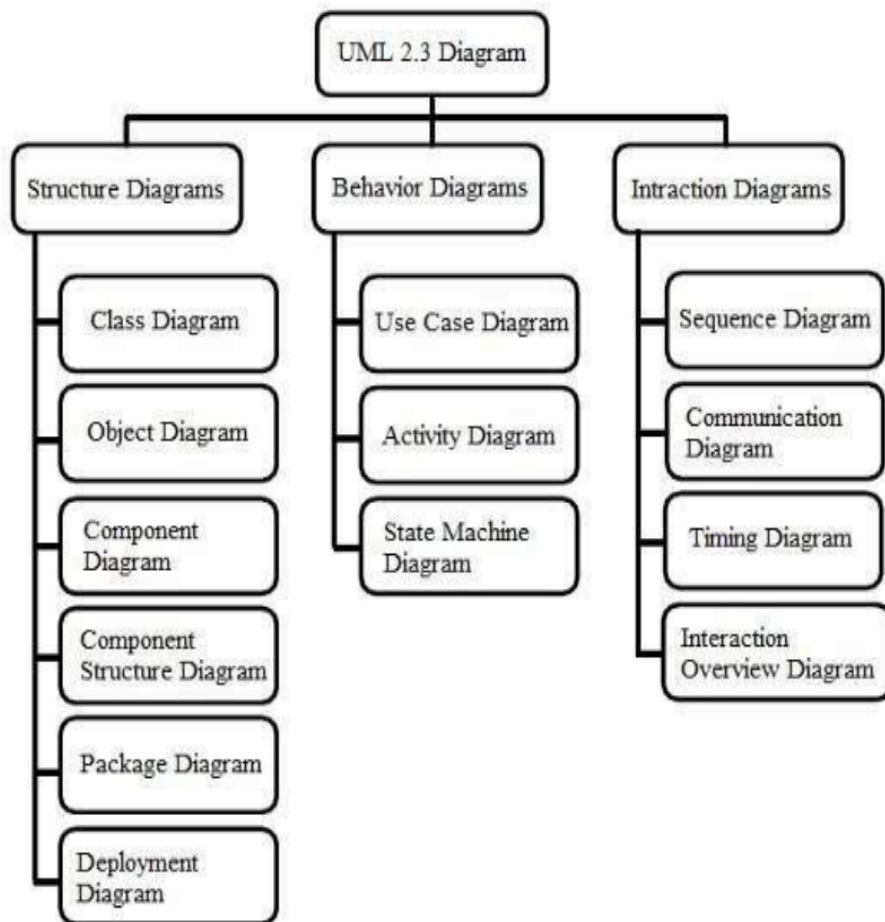 UML 2.3 Diagram
Structure Diagrams
Behavior Diagrams
Intraction Diagrams
Class Diagram
Object Diagram
Component
Diagram
Component
Structure Diagram
Package Diagram
Deployment
Diagram
Use Case Diagram
Activity Diagram
State Machine
Diagram
Sequence Diagram
Communication
Diagram
Timing Diagram
Interaction
Overview Diagram